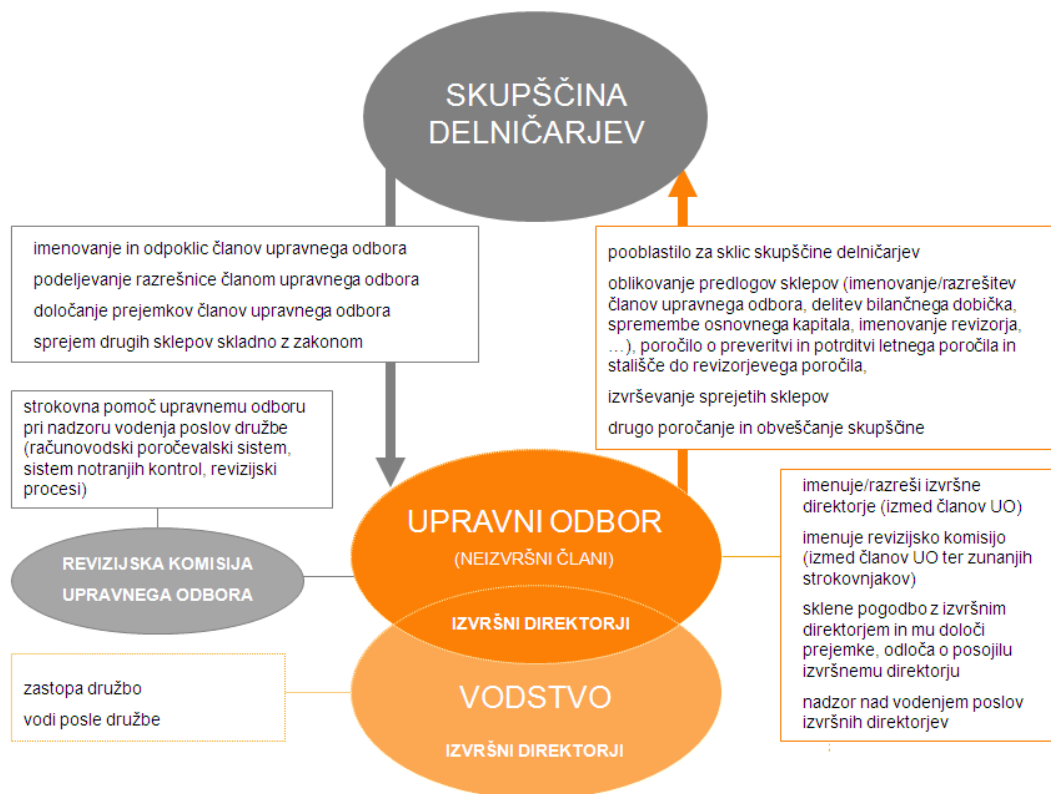 SKUPŠČINA
DELNIČARJEV
imenovanje in odpoklic članov upravnega odbora
podeljevanje razrešnice članom upravnega odbora
določanje prejemkov članov upravnega odbora
sprejem drugih sklepov skladno z zakonom
pooblastilo za sklic skupščine delničarjev
oblikovanje predlogov sklepov (imenovanje/razrešitev
članov upravnega odbora, delitev bilančnega dobička,
spremembe osnovnega kapitala, imenovanje revizorja,
…), poročilo o preveritvi in potrditvi letnega poročila in
stališče do revizorjevega poročila,
izvrševanje sprejetih sklepov
drugo poročanje in obveščanje skupščine
strokovna pomoč upravnemu odboru
pri nadzoru vodenja poslov družbe
(računovodski poročevalski sistem,
sistem notranjih kontrol, revizijski
procesi)
REVIZIJSKA KOMISIJA
UPRAVNEGA ODBORA
UPRAVNI ODBOR
(NEIZVRŠNI ČLANI)
IZVRŠNI DIREKTORJI
imenuje/razreši izvršne
direktorje (izmed članov UO)
imenuje revizijsko komisijo
(izmed članov UO ter zunanjih
strokovnjakov)
sklene pogodbo z izvršnim
direktorjem in mu določi
prejemke, odloča o posojilu
izvršnemu direktorju
nadzor nad vodenjem poslov
izvršnih direktorjev
zastopa družbo
vodi posle družbe
VODSTVO
IZVRŠNI DIREKTORJI